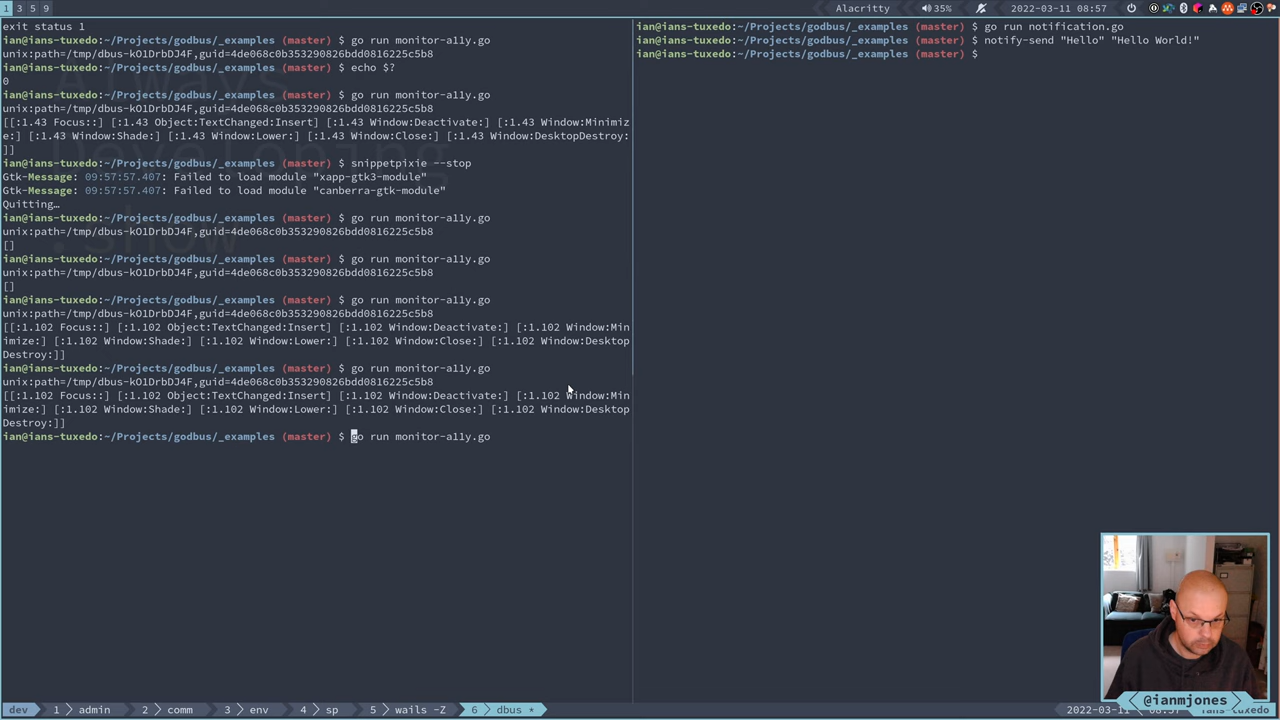 1 3 5 9
Alacritty
35%
2022-03-11 08:57
exit status 1
ian@ians-tuxedo:~/Projects/godbus/_examples (master) $ go run monitor-a11y.go
unix:path=/tmp/dbus-kO1DrbDJ4F,guid=4de068c0b353290826bdd0816225c5b8
ian@ians-tuxedo:~/Projects/godbus/_examples (master) $ echo $?
0
ian@ians-tuxedo:~/Projects/godbus/_examples (master) $ go run monitor-a11y.go
unix:path=/tmp/dbus-kO1DrbDJ4F,guid=4de068c0b353290826bdd0816225c5b8
[[:1.43 Focus::] [:1.43 Object:TextChanged:Insert] [:1.43 Window:Deactivate:] [:1.43 Window:Minimiz
e:] [:1.43 Window:Shade:] [:1.43 Window:Lower:] [:1.43 Window:Close:] [:1.43 Window:DesktopDestroy:
]]
ian@ians-tuxedo:~/Projects/godbus/_examples (master) $ snippetpixie --stop
Gtk-Message: 09:57:57.407: Failed to load module "xapp-gtk3-module"
Gtk-Message: 09:57:57.407: Failed to load module "canberra-gtk-module"
Quitting…
ian@ians-tuxedo:~/Projects/godbus/_examples (master) $ go run monitor-a11y.go
unix:path=/tmp/dbus-kO1DrbDJ4F,guid=4de068c0b353290826bdd0816225c5b8
[]
ian@ians-tuxedo:~/Projects/godbus/_examples (master) $ go run monitor-a11y.go
unix:path=/tmp/dbus-kO1DrbDJ4F,guid=4de068c0b353290826bdd0816225c5b8
[]
ian@ians-tuxedo:~/Projects/godbus/_examples (master) $ go run monitor-a11y.go
unix:path=/tmp/dbus-kO1DrbDJ4F,guid=4de068c0b353290826bdd0816225c5b8
[[:1.102 Focus::] [:1.102 Object:TextChanged:Insert] [:1.102 Window:Deactivate:] [:1.102 Window:Min
imize:] [:1.102 Window:Shade:] [:1.102 Window:Lower:] [:1.102 Window:Close:] [:1.102 Window:Desktop
Destroy:]]
ian@ians-tuxedo:~/Projects/godbus/_examples (master) $ go run monitor-a11y.go
unix:path=/tmp/dbus-kO1DrbDJ4F,guid=4de068c0b353290826bdd0816225c5b8
[[:1.102 Focus::] [:1.102 Object:TextChanged:Insert] [:1.102 Window:Deactivate:] [:1.102 Window:Min
imize:] [:1.102 Window:Shade:] [:1.102 Window:Lower:] [:1.102 Window:Close:] [:1.102 Window:Desktop
Destroy:]]
ian@ians-tuxedo:~/Projects/godbus/_examples (master) $ go run monitor-a11y.go
Always
Developing
.show
ian@ians-tuxedo:~/Projects/godbus/_examples (master) $ go run notification.go
ian@ians-tuxedo:~/Projects/godbus/_examples (master) $ notify-send "Hello" "Hello World!"
ian@ians-tuxedo:~/Projects/godbus/_examples (master) $
@ianmjones
dev 1 admin 2 comm 3 env 4 sp 5 wails -Z 6 dbus *
2022-03-11